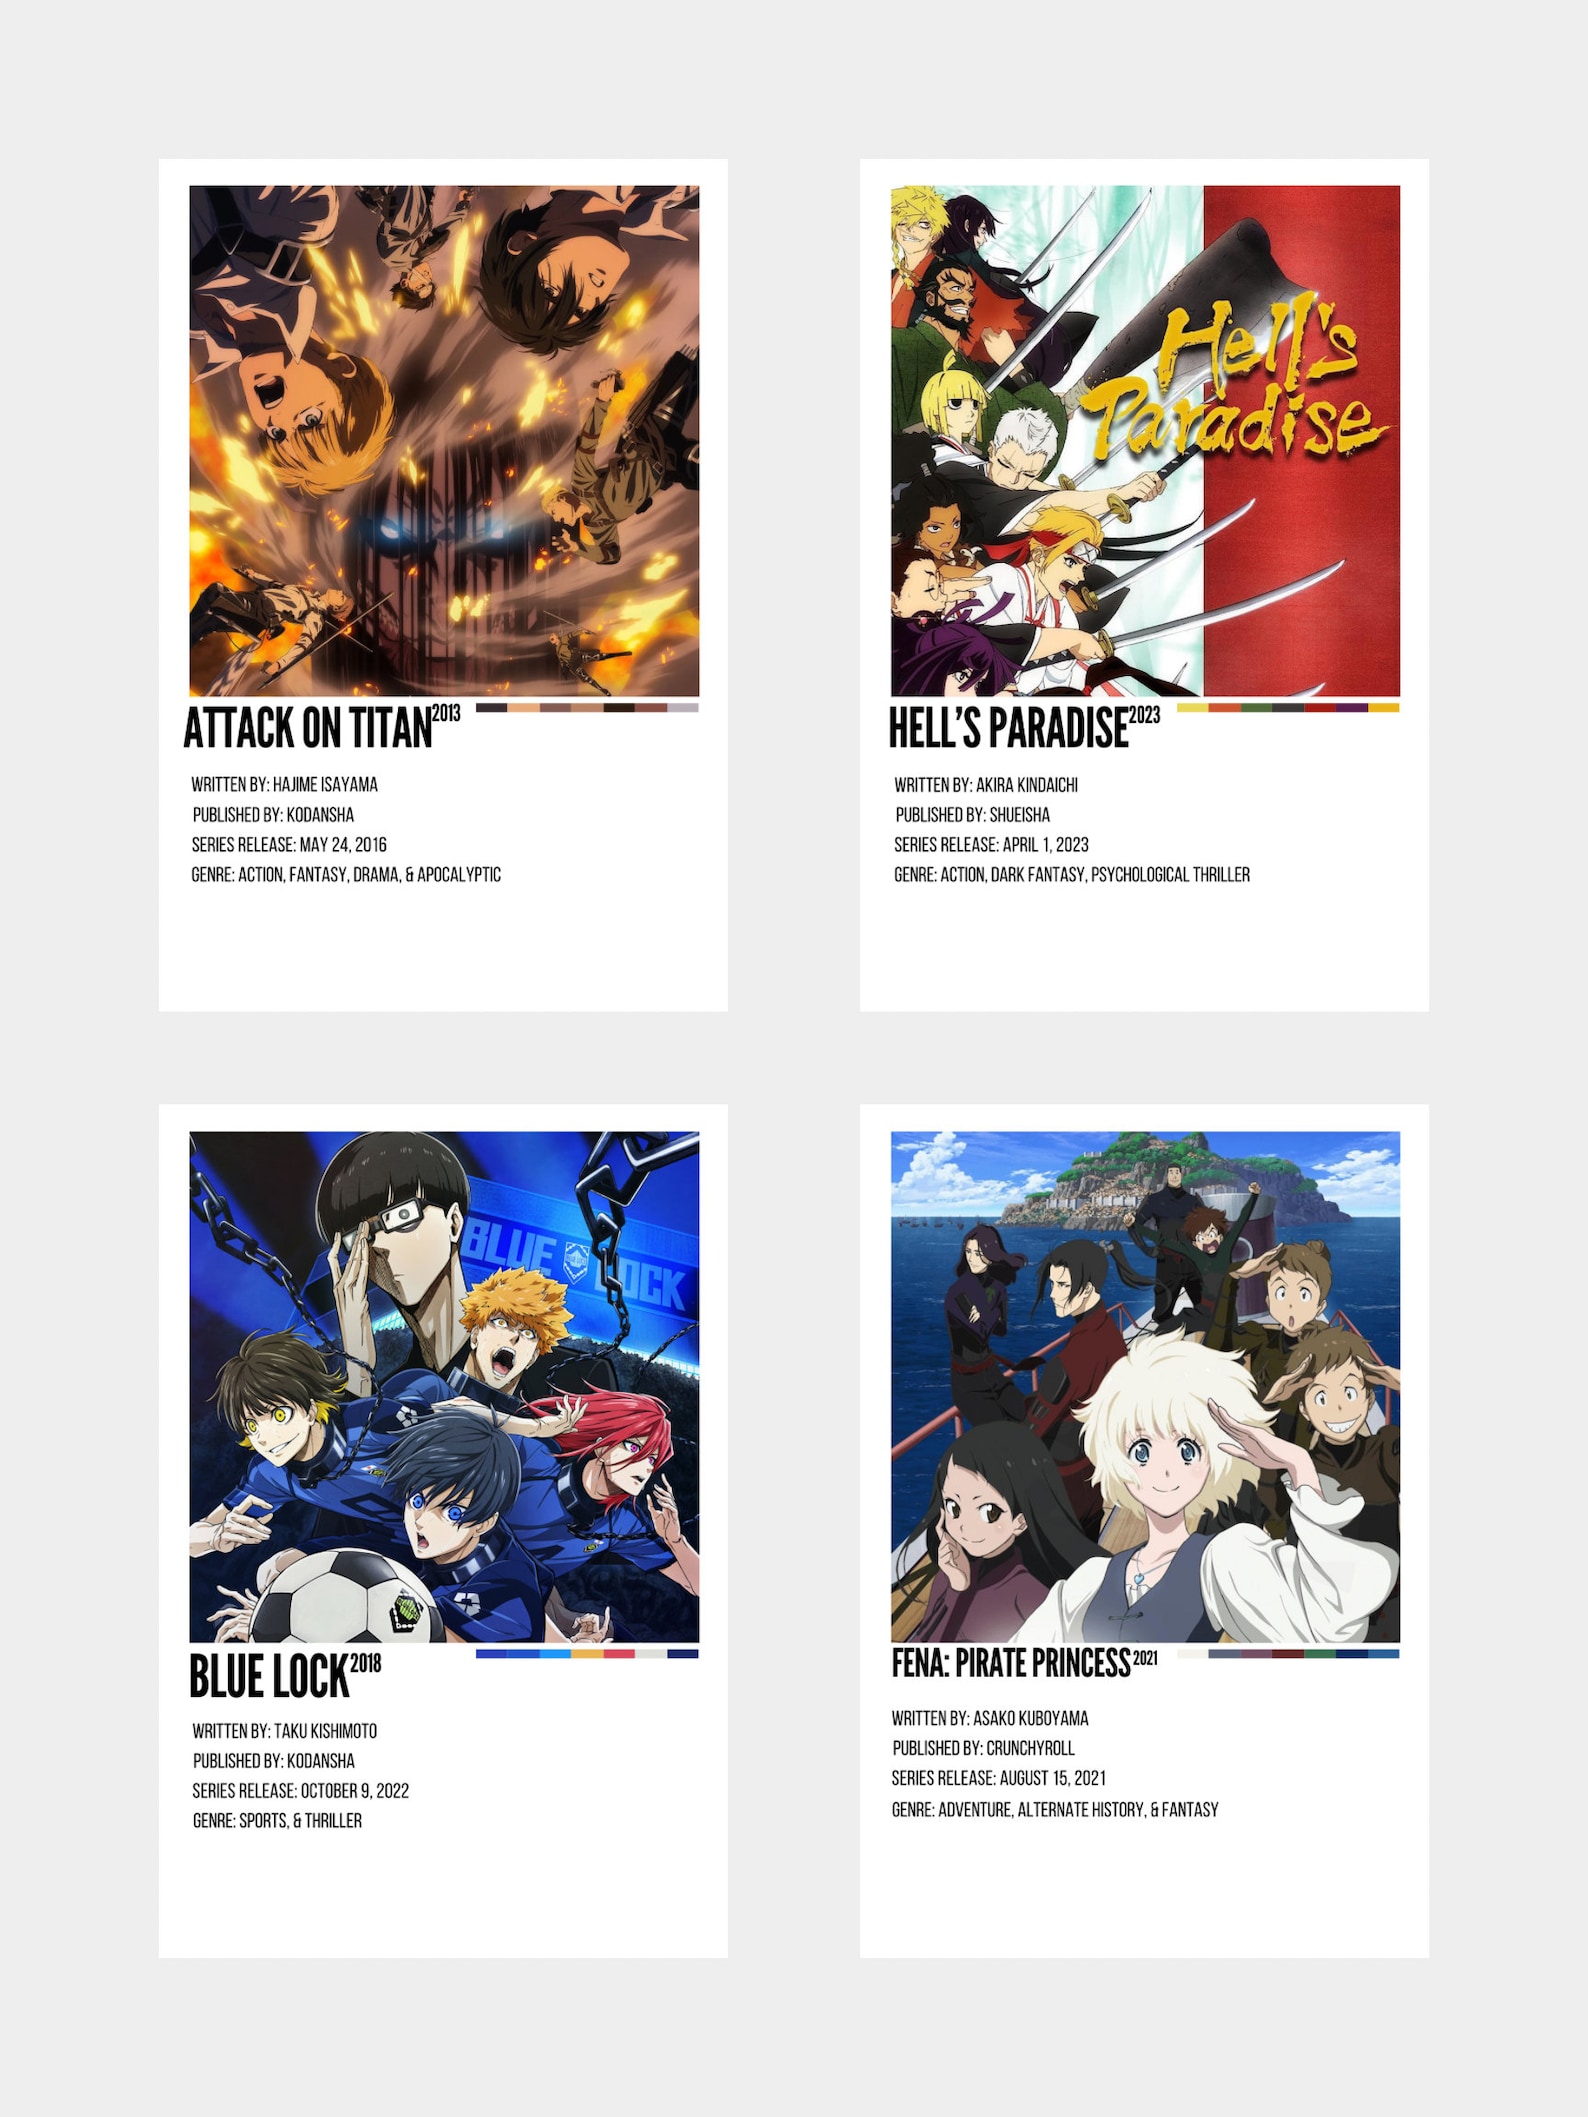 Hell's
Paradise
ATTACK ON TITAN 2013
WRITTEN BY: HAJIME ISAYAMA
PUBLISHED BY: KODANSHA
SERIES RELEASE: MAY 24, 2016
GENRE: ACTION, FANTASY, DRAMA, & APOCALYPTIC
HELL'S PARADISE 2023
WRITTEN BY: AKIRA KINDAICHI
PUBLISHED BY: SHUEISHA
SERIES RELEASE: APRIL 1, 2023
GENRE: ACTION, DARK FANTASY, PSYCHOLOGICAL THRILLER
BLUE LOCK
BLUE LOCK 2018
WRITTEN BY: TAKU KISHIMOTO
PUBLISHED BY: KODANSHA
SERIES RELEASE: OCTOBER 9, 2022
GENRE: SPORTS, & THRILLER
FENA: PIRATE PRINCESS 2021
WRITTEN BY: ASAKO KUBOYAMA
PUBLISHED BY: CRUNCHYROLL
SERIES RELEASE: AUGUST 15, 2021
GENRE: ADVENTURE, ALTERNATE HISTORY, & FANTASY